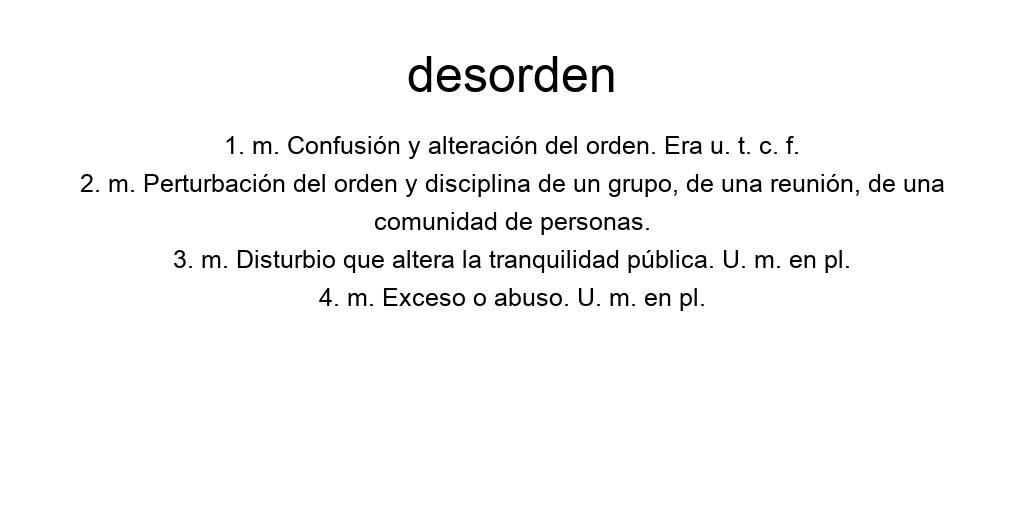 desorden
1. m. Confusión y alteración del orden. Era u. t. c. f.
2. m. Perturbación del orden y disciplina de un grupo, de una reunión, de una
comunidad de personas.
3. m. Disturbio que altera la tranquilidad pública. U. m. en pl.
4. m. Exceso o abuso. U. m. en pl.